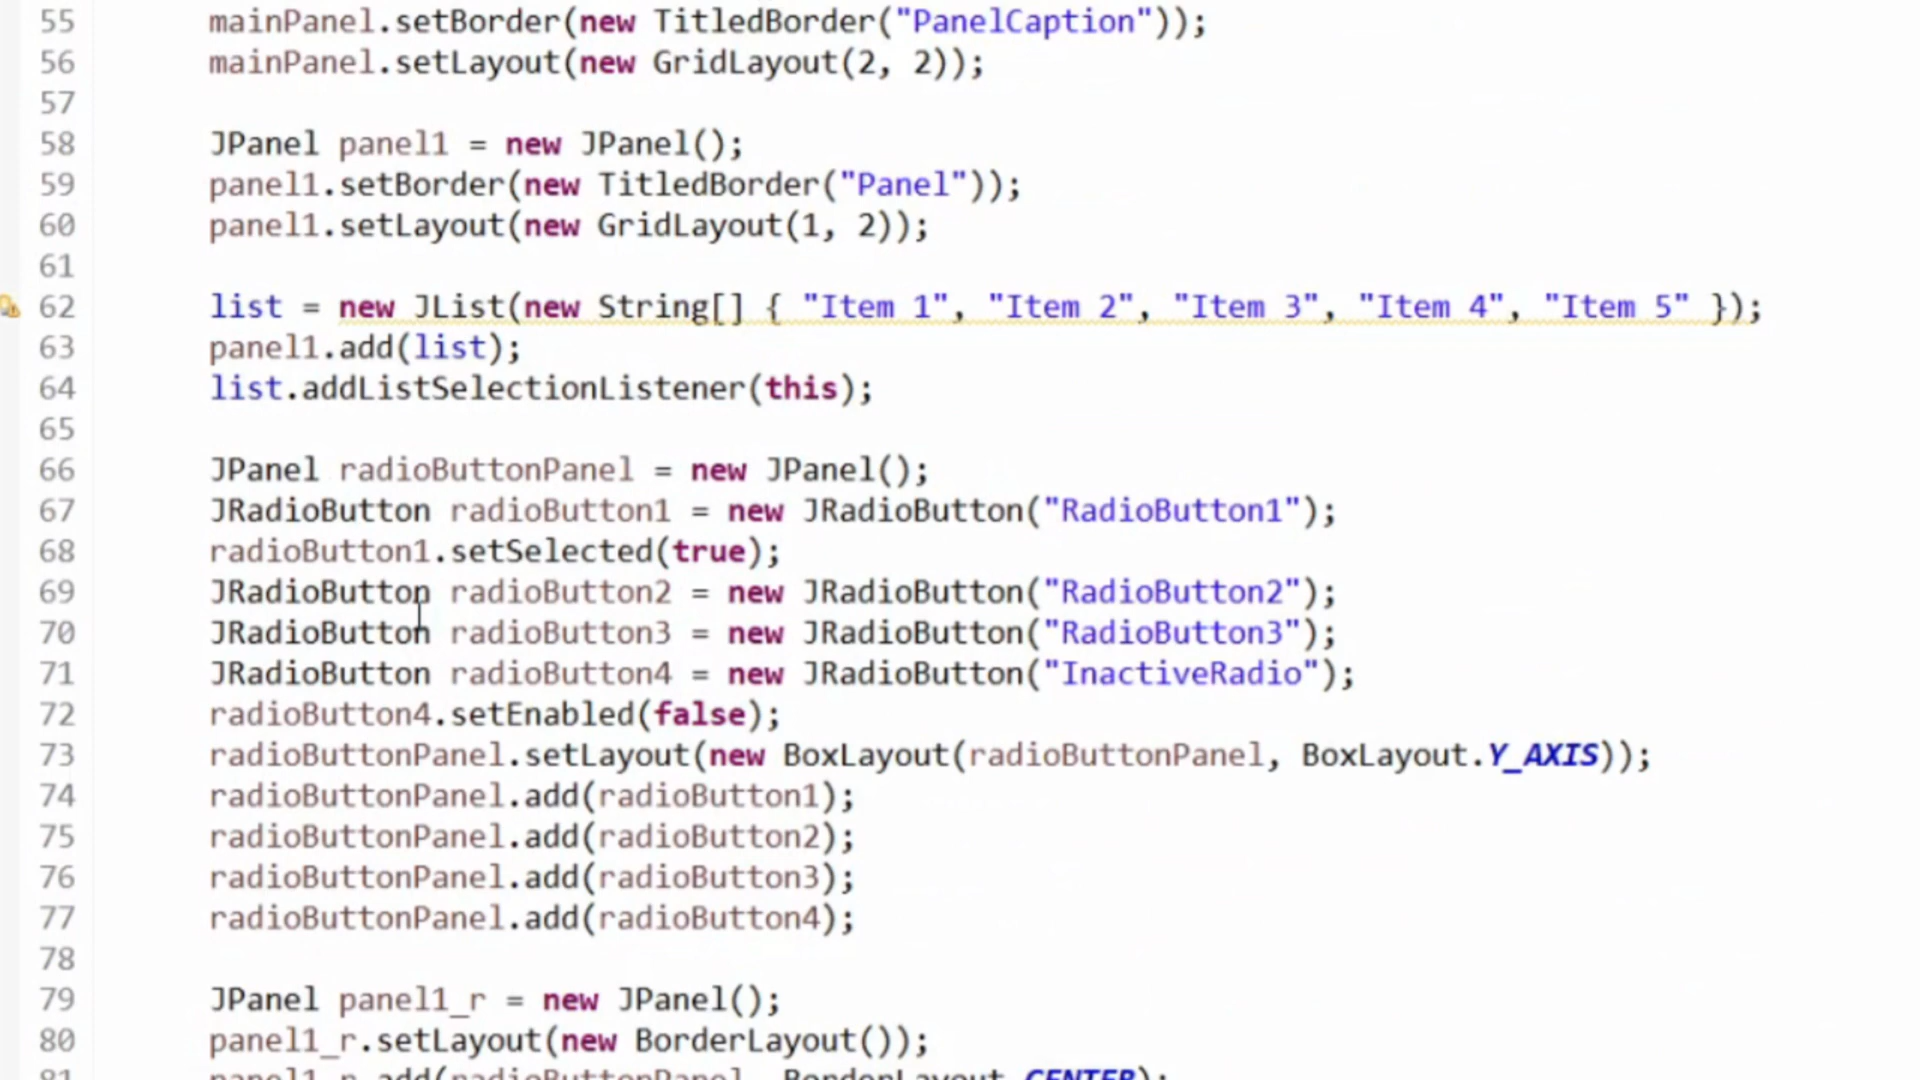 55 mainPanel.setBorder(new TitledBorder("PanelCaption"));
56 mainPanel.setLayout(new GridLayout(2, 2));
57
58 JPanel panel1 = new JPanel();
59 panel1.setBorder(new TitledBorder("Panel"));
60 panel1.setLayout(new GridLayout(1, 2));
61
62 list = new JList(new String[] { "Item 1", "Item 2", "Item 3", "Item 4", "Item 5" });
63 panel1.add(list);
64 list.addListSelectionListener(this);
65
66 JPanel radioButtonPanel = new JPanel();
67 JRadioButton radioButton1 = new JRadioButton("RadioButton1");
68 radioButton1.setSelected(true);
69 JRadioButton radioButton2 = new JRadioButton("RadioButton2");
70 JRadioButton radioButton3 = new JRadioButton("RadioButton3");
71 JRadioButton radioButton4 = new JRadioButton("InactiveRadio");
72 radioButton4.setEnabled(false);
73 radioButtonPanel.setLayout(new BoxLayout(radioButtonPanel, BoxLayout.Y_AXIS));
74 radioButtonPanel.add(radioButton1);
75 radioButtonPanel.add(radioButton2);
76 radioButtonPanel.add(radioButton3);
77 radioButtonPanel.add(radioButton4);
78
79 JPanel panel1_r = new JPanel();
80 panel1_r.setLayout(new BorderLayout());
81 panel1_r.add(radioButtonPanel, BorderLayout.CENTER);